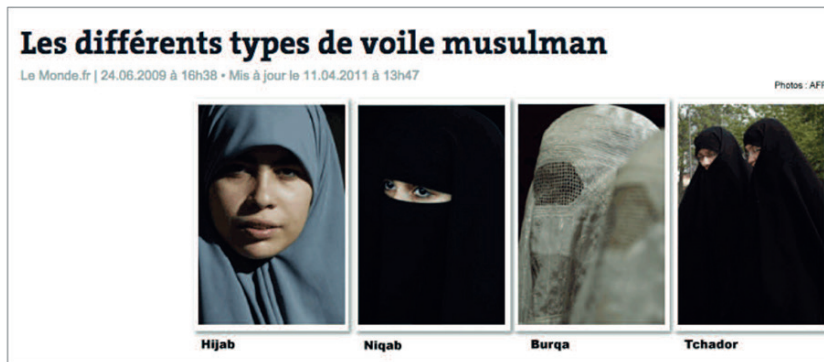 Les différents types de voile musulman
Le Monde.fr | 24.06.2009 à 16h38 • Mis à jour le 11.04.2011 à 13h47
Photos : AFP
Hijab
Niqab
Burqa
Tchador